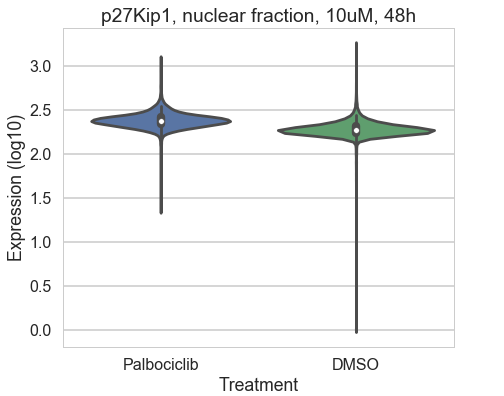 p27Kip1, nuclear fraction, 10uM, 48h
3.0
2.5
2.0
1.5
1.0
0.5
0.0
Expression (log10)
Palbociclib DMSO
Treatment